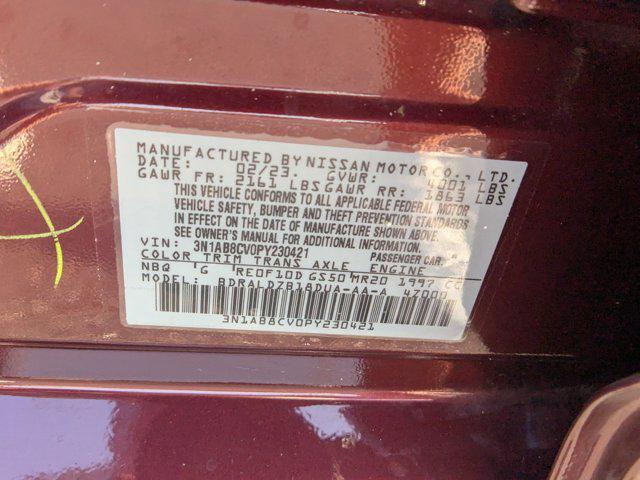 MANUFACTURED BY NISSAN MOTOR CO., LTD.
DATE: 02/23. GVWR: 4001 LBS
GAWR FR: 2161 LBS GAWR RR: 1863 LBS
THIS VEHICLE CONFORMS TO ALL APPLICABLE FEDERAL MOTOR
VEHICLE SAFETY, BUMPER AND THEFT PREVENTION STANDARDS
IN EFFECT ON THE DATE OF MANUFACTURE SHOWN ABOVE.
SEE OWNER'S MANUAL FOR ADDITIONAL INFORMATION.
VIN: 3N1AB8CV0PY230421 PASSENGER CAR
COLOR TRIM TRANS AXLE ENGINE
NBQ G RE0F10D GS50 MR20 1997 CC
MODEL: BDRALDZB18DUA-AA-A 47000
3N1AB8CV0PY230421